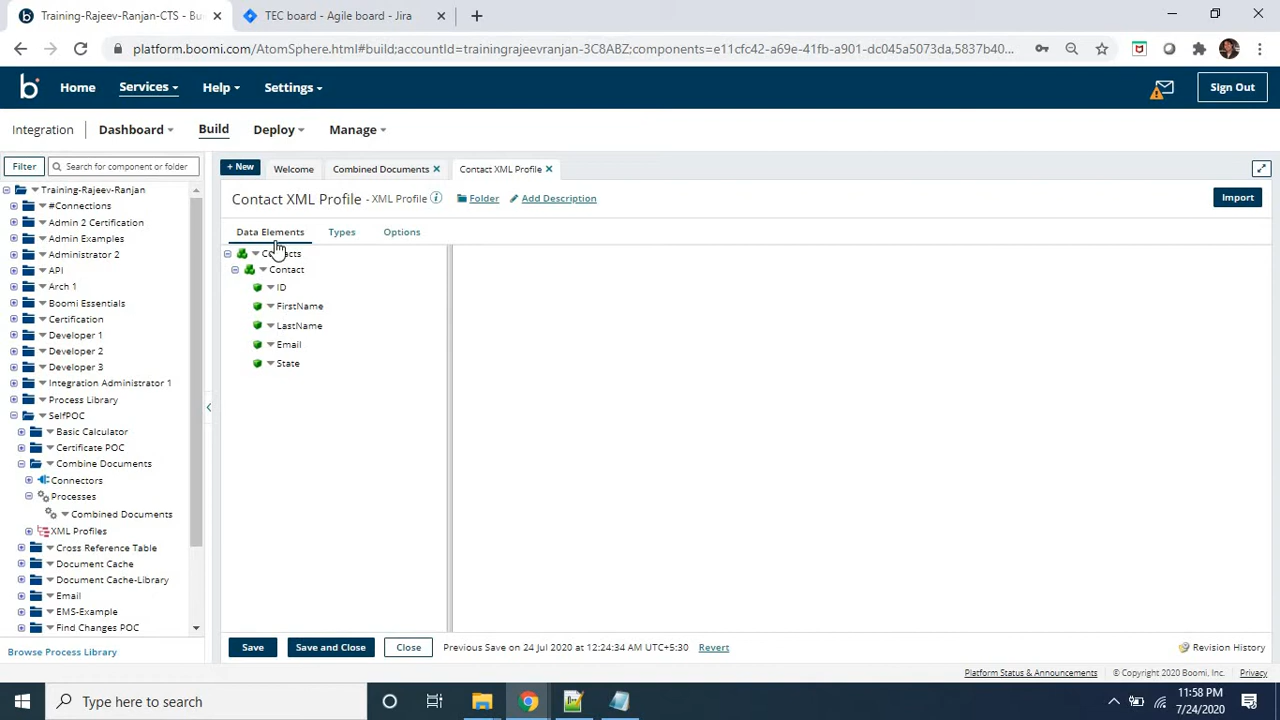 Training-Rajeev-Ranjan-CTS - Bu
TEC board - Agile board - Jira
platform.boomi.com/AtomSphere.html#build;accountId=trainingrajeevranjan-3C8ABZ;components=e11cfc42-a69e-41fb-a901-dc045a5073da,5837b40...
Home
Services
Help
Settings
Sign Out
Integration
Dashboard
Build
Deploy
Manage
Filter
Search for component or folder
+ New
Welcome
Combined Documents
Contact XML Profile
Training-Rajeev-Ranjan
#Connections
Admin 2 Certification
Admin Examples
Administrator 2
API
Arch 1
Boomi Essentials
Certification
Developer 1
Developer 2
Developer 3
Integration Administrator 1
Process Library
SelfPOC
Basic Calculator
Certificate POC
Combine Documents
Connectors
Processes
Combined Documents
XML Profiles
Cross Reference Table
Document Cache
Document Cache-Library
Email
EMS-Example
Find Changes POC
Browse Process Library
Contact XML Profile - XML Profile
Folder
Add Description
Import
Data Elements
Types
Options
Contact
ID
FirstName
LastName
Email
State
Save
Save and Close
Close
Previous Save on 24 Jul 2020 at 12:24:34 AM UTC+5:30
Revert
Revision History
Platform Status & Announcements
© Copyright 2020 Boomi, Inc.
Privacy
Type here to search
11:58 PM
7/24/2020